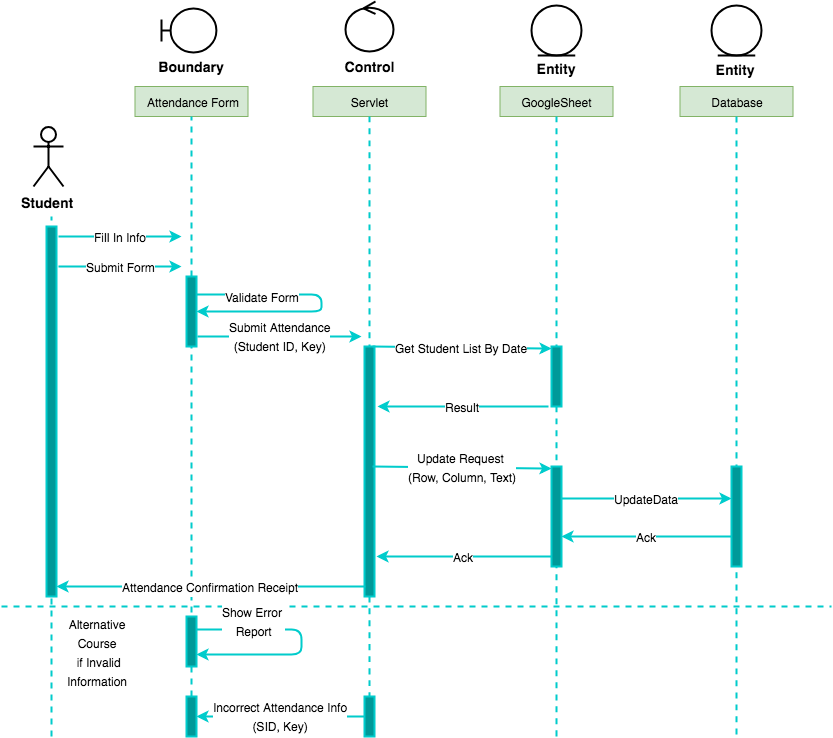 Boundary
Control
Entity
Entity
Attendance Form
Servlet
GoogleSheet
Database
Student
Fill In Info
Submit Form
Validate Form
Submit Attendance
(Student ID, Key)
Get Student List By Date
Result
Update Request
(Row, Column, Text)
UpdateData
Ack
Ack
Attendance Confirmation Receipt
Alternative
Course
if Invalid
Information
Show Error
Report
Incorrect Attendance Info
(SID, Key)